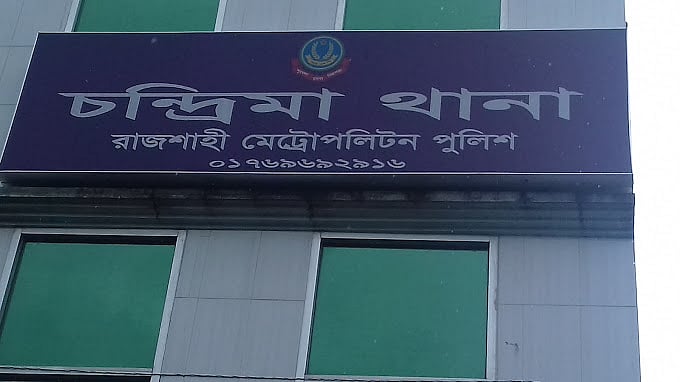 চন্দ্রিমা থানা
রাজশাহী মেট্রোপলিটন পুলিশ
০১৭৬৯৬৯২৯১৬